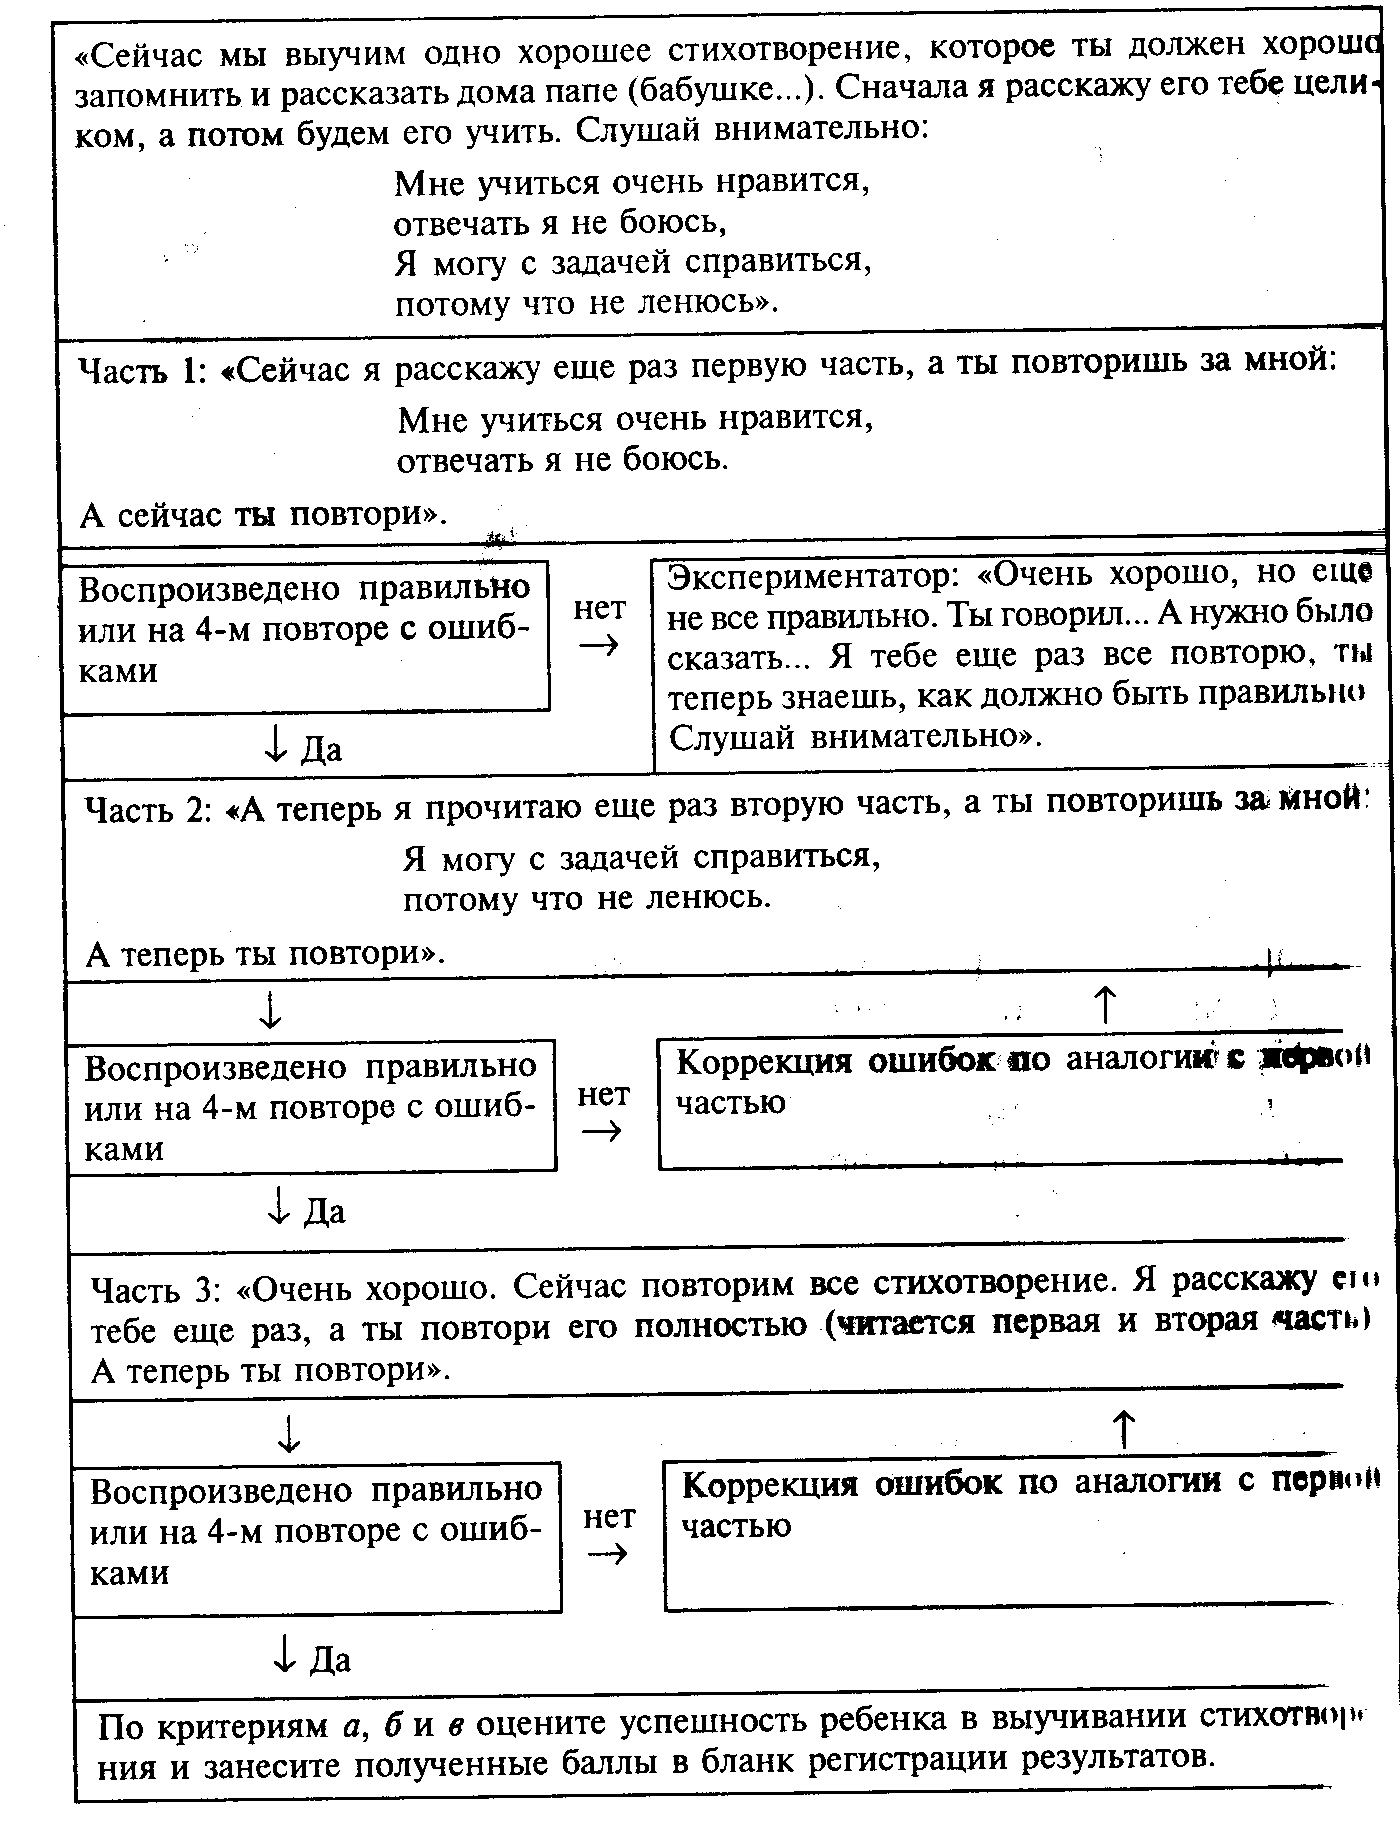 «Сейчас мы выучим одно хорошее стихотворение, которое ты должен хорошо
запомнить и рассказать дома папе (бабушке...). Сначала я расскажу его тебе цели-
ком, а потом будем его учить. Слушай внимательно:
Мне учиться очень нравится,
отвечать я не боюсь,
Я могу с задачей справиться,
потому что не ленюсь».
Часть 1: «Сейчас я расскажу еще раз первую часть, а ты повторишь за мной:
Мне учиться очень нравится,
отвечать я не боюсь.
А сейчас ты повтори».
Воспроизведено правильно
или на 4-м повторе с ошиб-
ками
нет
→
Экспериментатор: «Очень хорошо, но еще
не все правильно. Ты говорил... А нужно было
сказать... Я тебе еще раз все повторю, ты
теперь знаешь, как должно быть правильно
Слушай внимательно».
↓ Да
Часть 2: «А теперь я прочитаю еще раз вторую часть, а ты повторишь за мной:
Я могу с задачей справиться,
потому что не ленюсь.
А теперь ты повтори».
↓ ↑
Воспроизведено правильно
или на 4-м повторе с ошиб-
ками
нет
→
Коррекция ошибок по аналогии с первой
частью
↓ Да
Часть 3: «Очень хорошо. Сейчас повторим все стихотворение. Я расскажу его
тебе еще раз, а ты повтори его полностью (читается первая и вторая часть)
А теперь ты повтори».
↓ ↑
Воспроизведено правильно
или на 4-м повторе с ошиб-
ками
нет
→
Коррекция ошибок по аналогии с первой
частью
↓ Да
По критериям а, б и в оцените успешность ребенка в выучивании стихотворе
ния и занесите полученные баллы в бланк регистрации результатов.